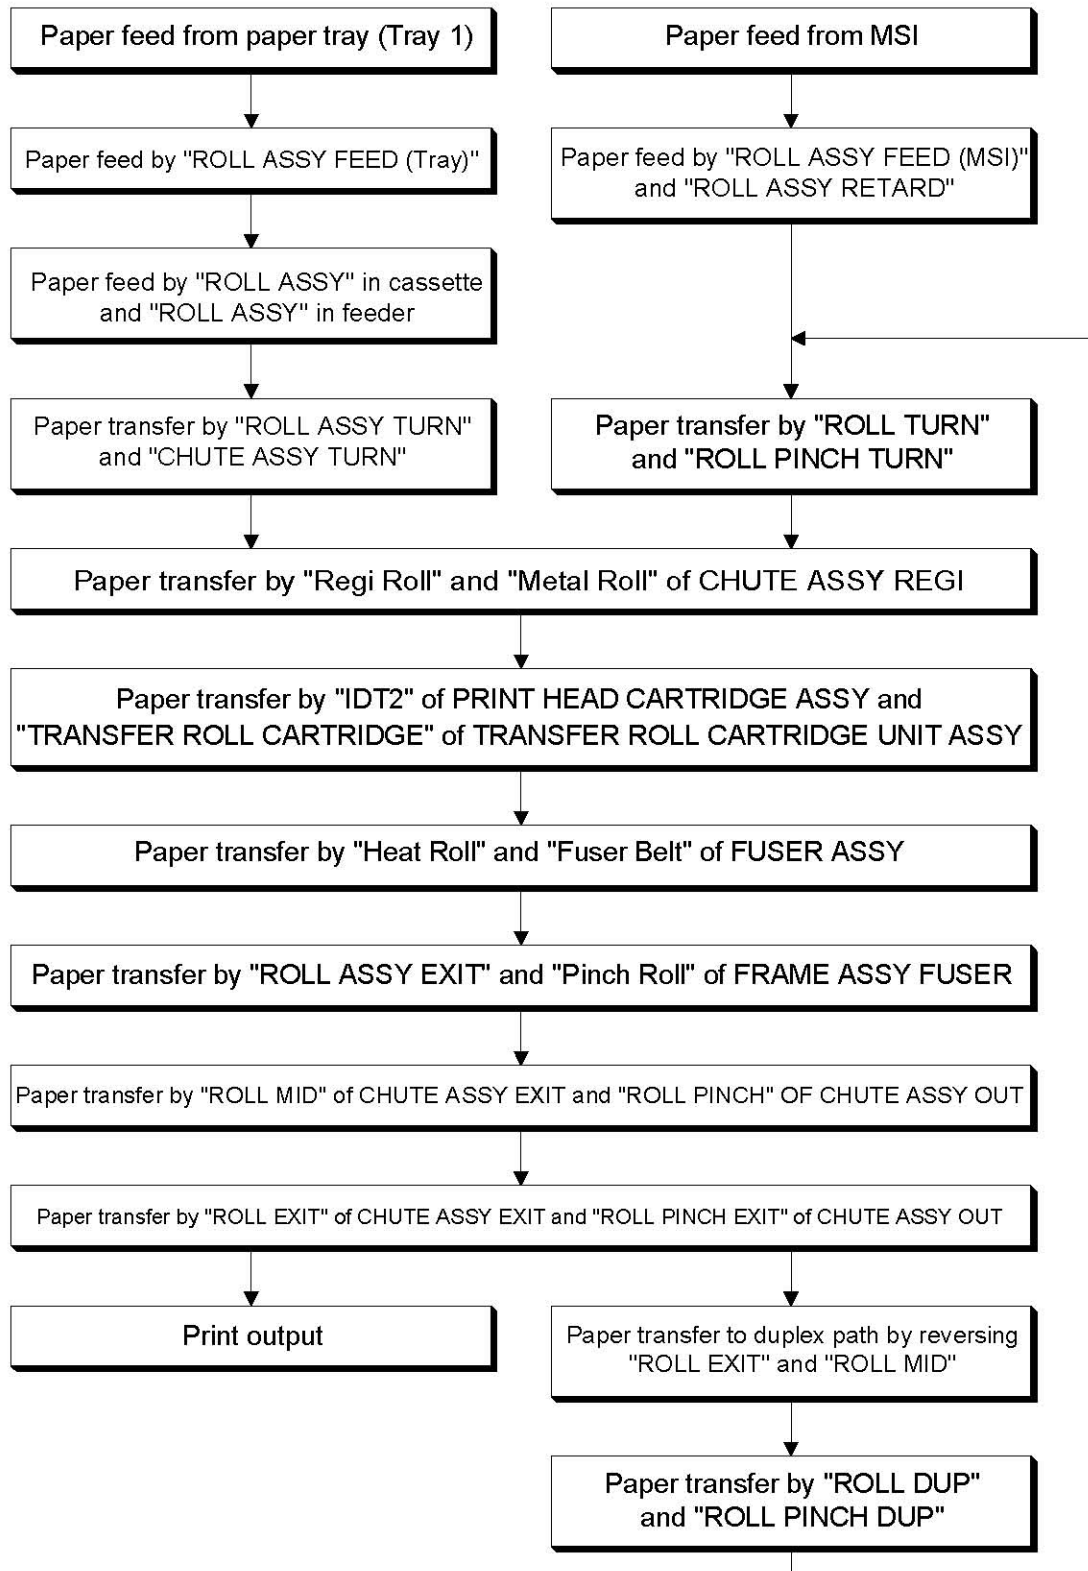 Paper feed from paper tray (Tray 1)
Paper feed from MSI
Paper feed by "ROLL ASSY FEED (Tray)"
Paper feed by "ROLL ASSY FEED (MSI)"
and "ROLL ASSY RETARD"
Paper feed by "ROLL ASSY" in cassette
and "ROLL ASSY" in feeder
Paper transfer by "ROLL ASSY TURN"
and "CHUTE ASSY TURN"
Paper transfer by "ROLL TURN"
and "ROLL PINCH TURN"
Paper transfer by "Regi Roll" and "Metal Roll" of CHUTE ASSY REGI
Paper transfer by "IDT2" of PRINT HEAD CARTRIDGE ASSY and
"TRANSFER ROLL CARTRIDGE" of TRANSFER ROLL CARTRIDGE UNIT ASSY
Paper transfer by "Heat Roll" and "Fuser Belt" of FUSER ASSY
Paper transfer by "ROLL ASSY EXIT" and "Pinch Roll" of FRAME ASSY FUSER
Paper transfer by "ROLL MID" of CHUTE ASSY EXIT and "ROLL PINCH" OF CHUTE ASSY OUT
Paper transfer by "ROLL EXIT" of CHUTE ASSY EXIT and "ROLL PINCH EXIT" of CHUTE ASSY OUT
Print output
Paper transfer to duplex path by reversing
"ROLL EXIT" and "ROLL MID"
Paper transfer by "ROLL DUP"
and "ROLL PINCH DUP"